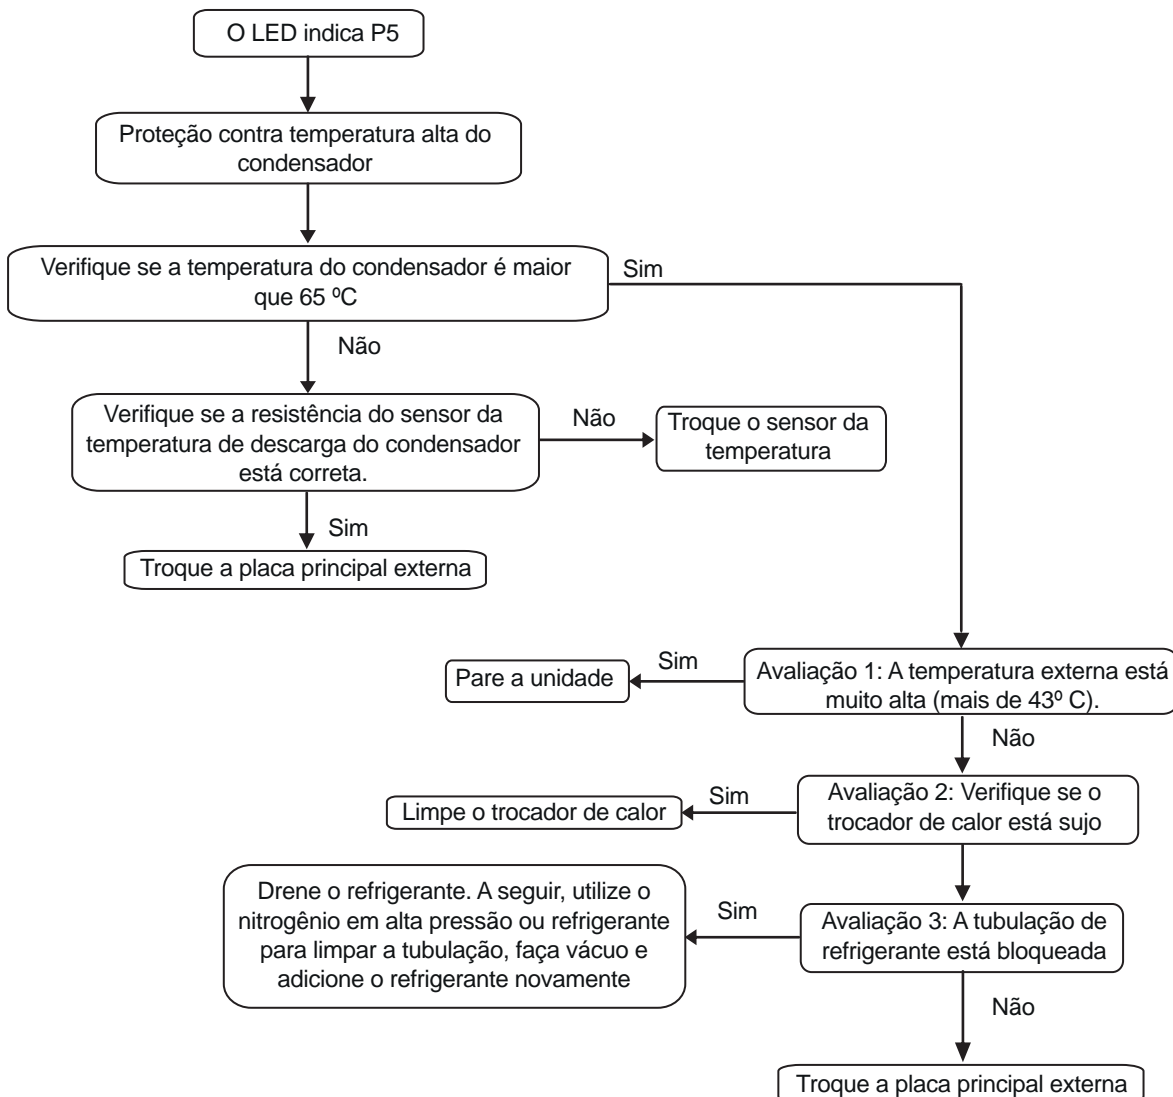 O LED indica P5
Proteção contra temperatura alta do
condensador
Verifique se a temperatura do condensador é maior
que 65 ºC
Sim
Não
Verifique se a resistência do sensor da
temperatura de descarga do condensador
está correta.
Não
Troque o sensor da
temperatura
Sim
Troque a placa principal externa
Avaliação 1: A temperatura externa está
muito alta (mais de 43º C).
Sim
Pare a unidade
Não
Avaliação 2: Verifique se o
trocador de calor está sujo
Sim
Limpe o trocador de calor
Avaliação 3: A tubulação de
refrigerante está bloqueada
Sim
Drene o refrigerante. A seguir, utilize o
nitrogênio em alta pressão ou refrigerante
para limpar a tubulação, faça vácuo e
adicione o refrigerante novamente
Não
Troque a placa principal externa